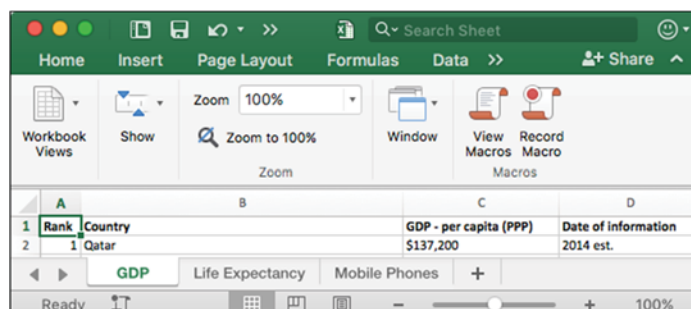 Search Sheet
Home Insert Page Layout Formulas Data >> Share
Zoom 100%
Zoom to 100%
Workbook Views Show Window View Macros Record Macro
Zoom Macros
A B C D
1 Rank Country GDP - per capita (PPP) Date of information
2 1 Qatar $137,200 2014 est.
GDP Life Expectancy Mobile Phones +
Ready - + 100%